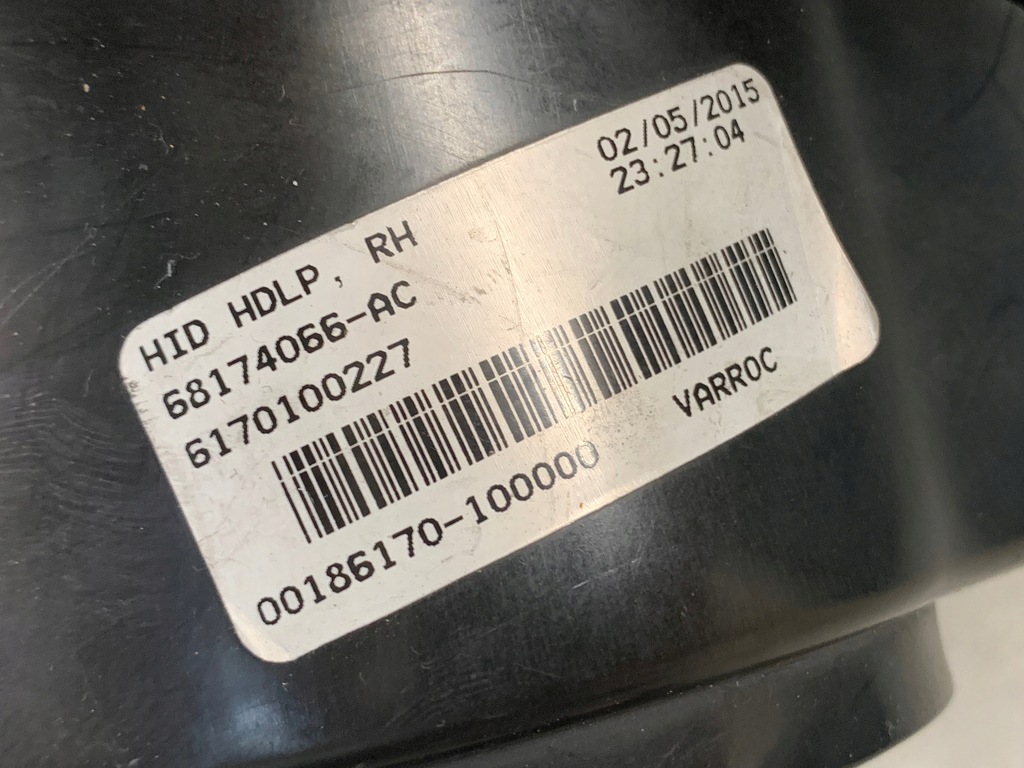 02/05/2015
23:27:04
HID HDLP, RH
68174066-AC
6170100227
VARROC
00186170-100000